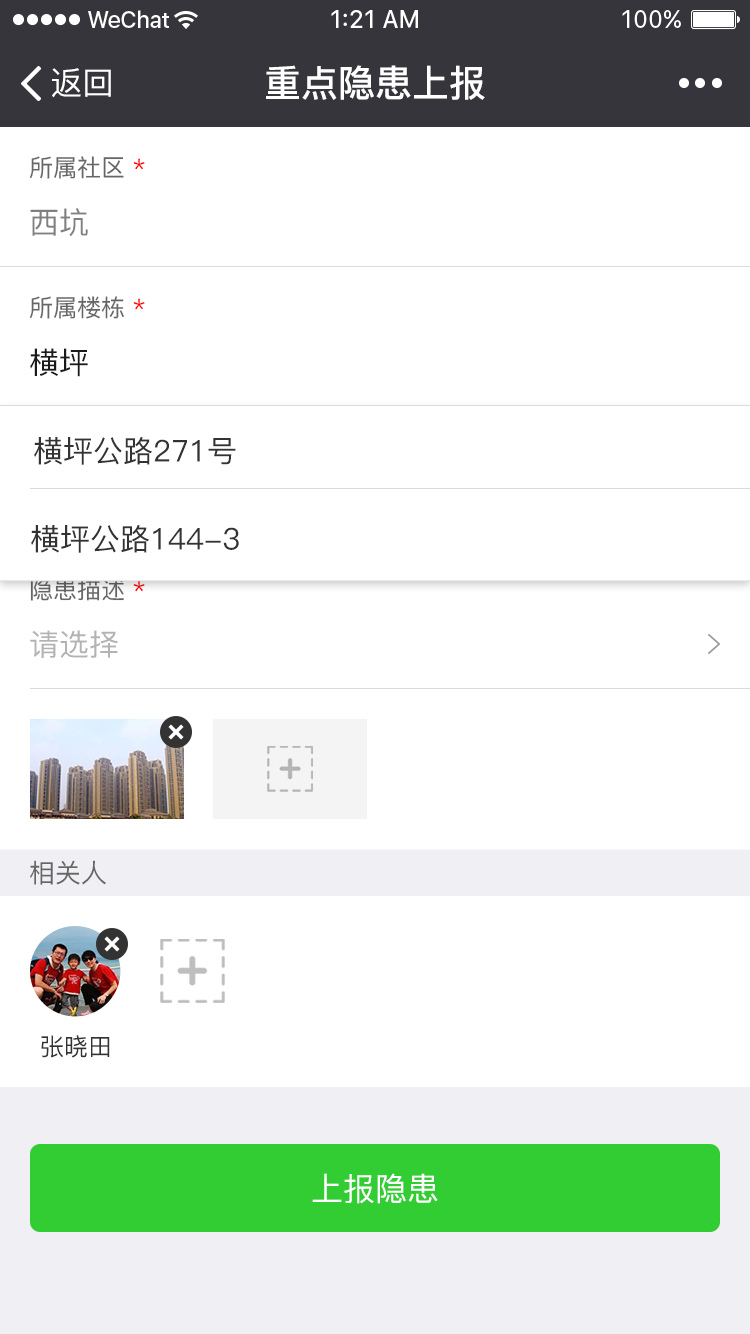 WeChat 1:21 AM 100%
返回 重点隐患上报
所属社区 *
西坑
所属楼栋 *
横坪
横坪公路271号
横坪公路144-3
隐患描述 *
请选择
相关人
张晓田
上报隐患